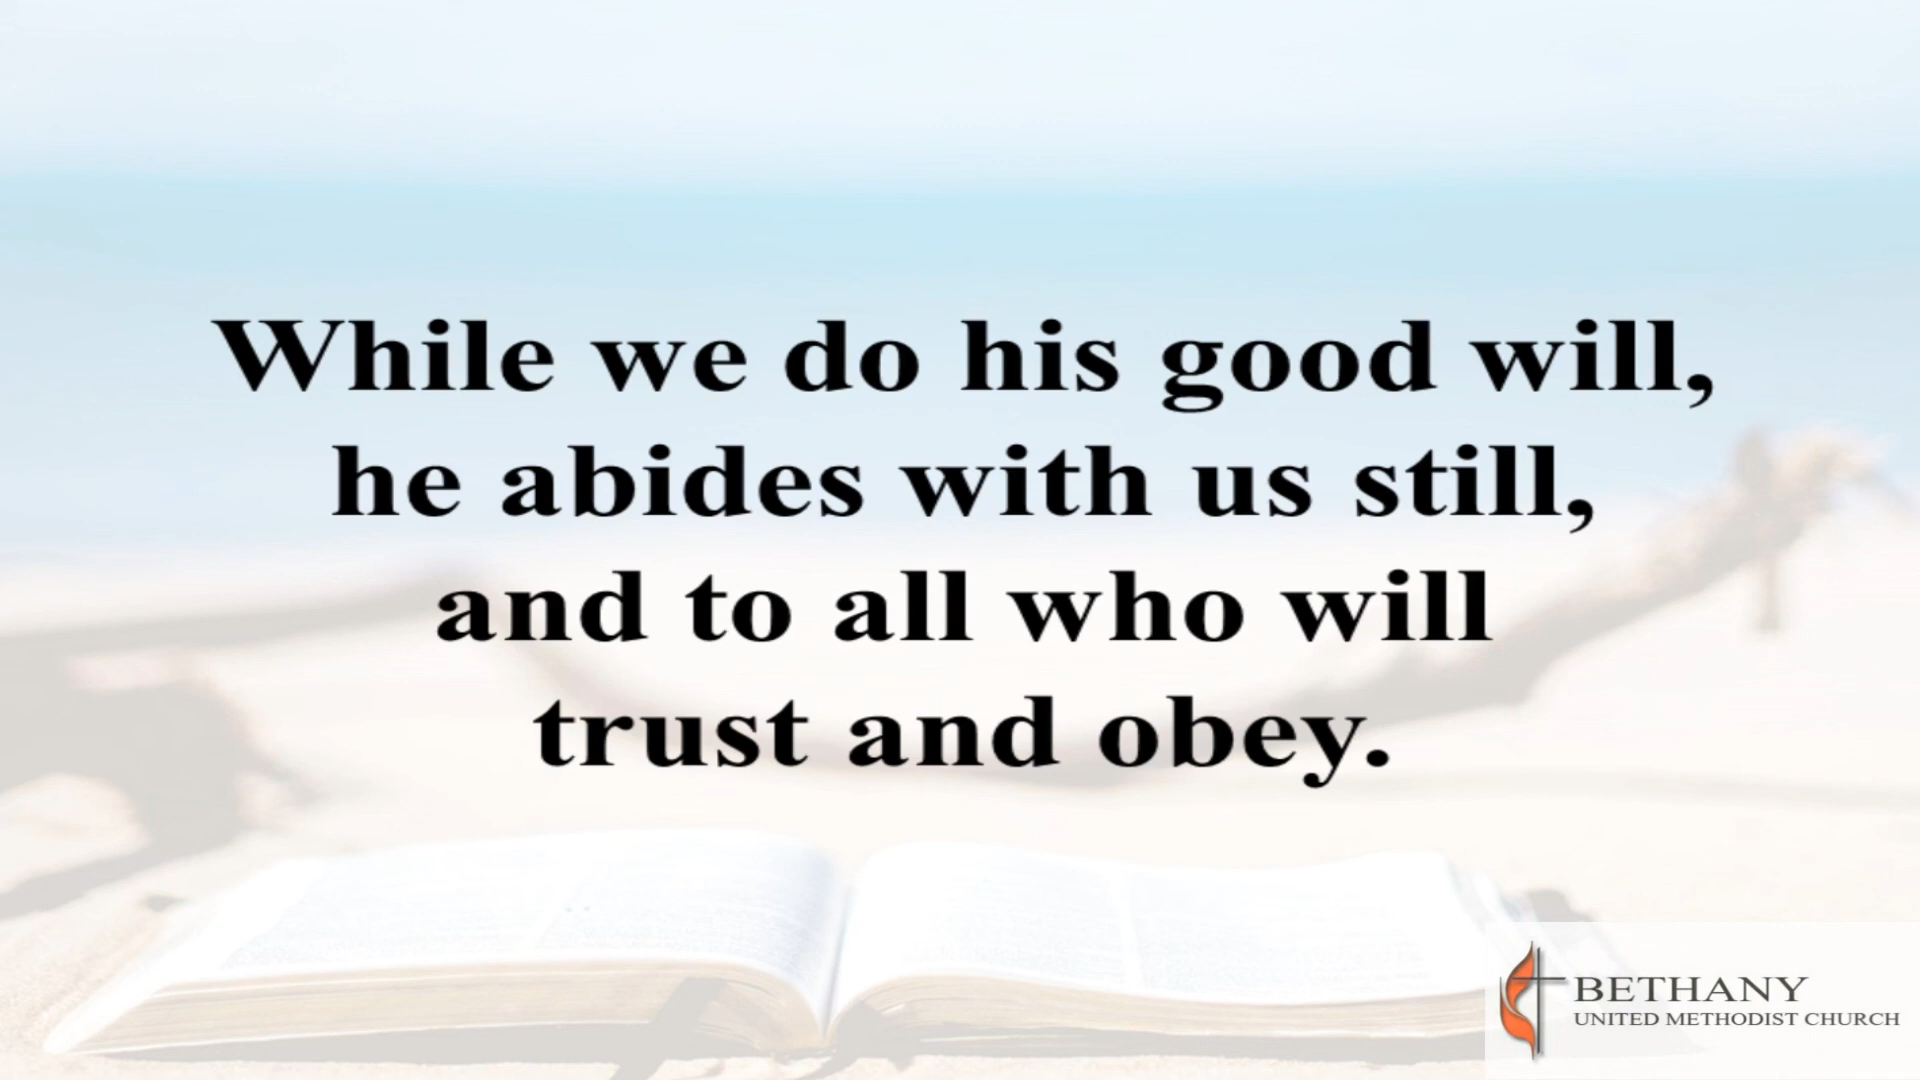 While we do his good will,
he abides with us still,
and to all who will
trust and obey.
BETHANY
UNITED METHODIST CHURCH